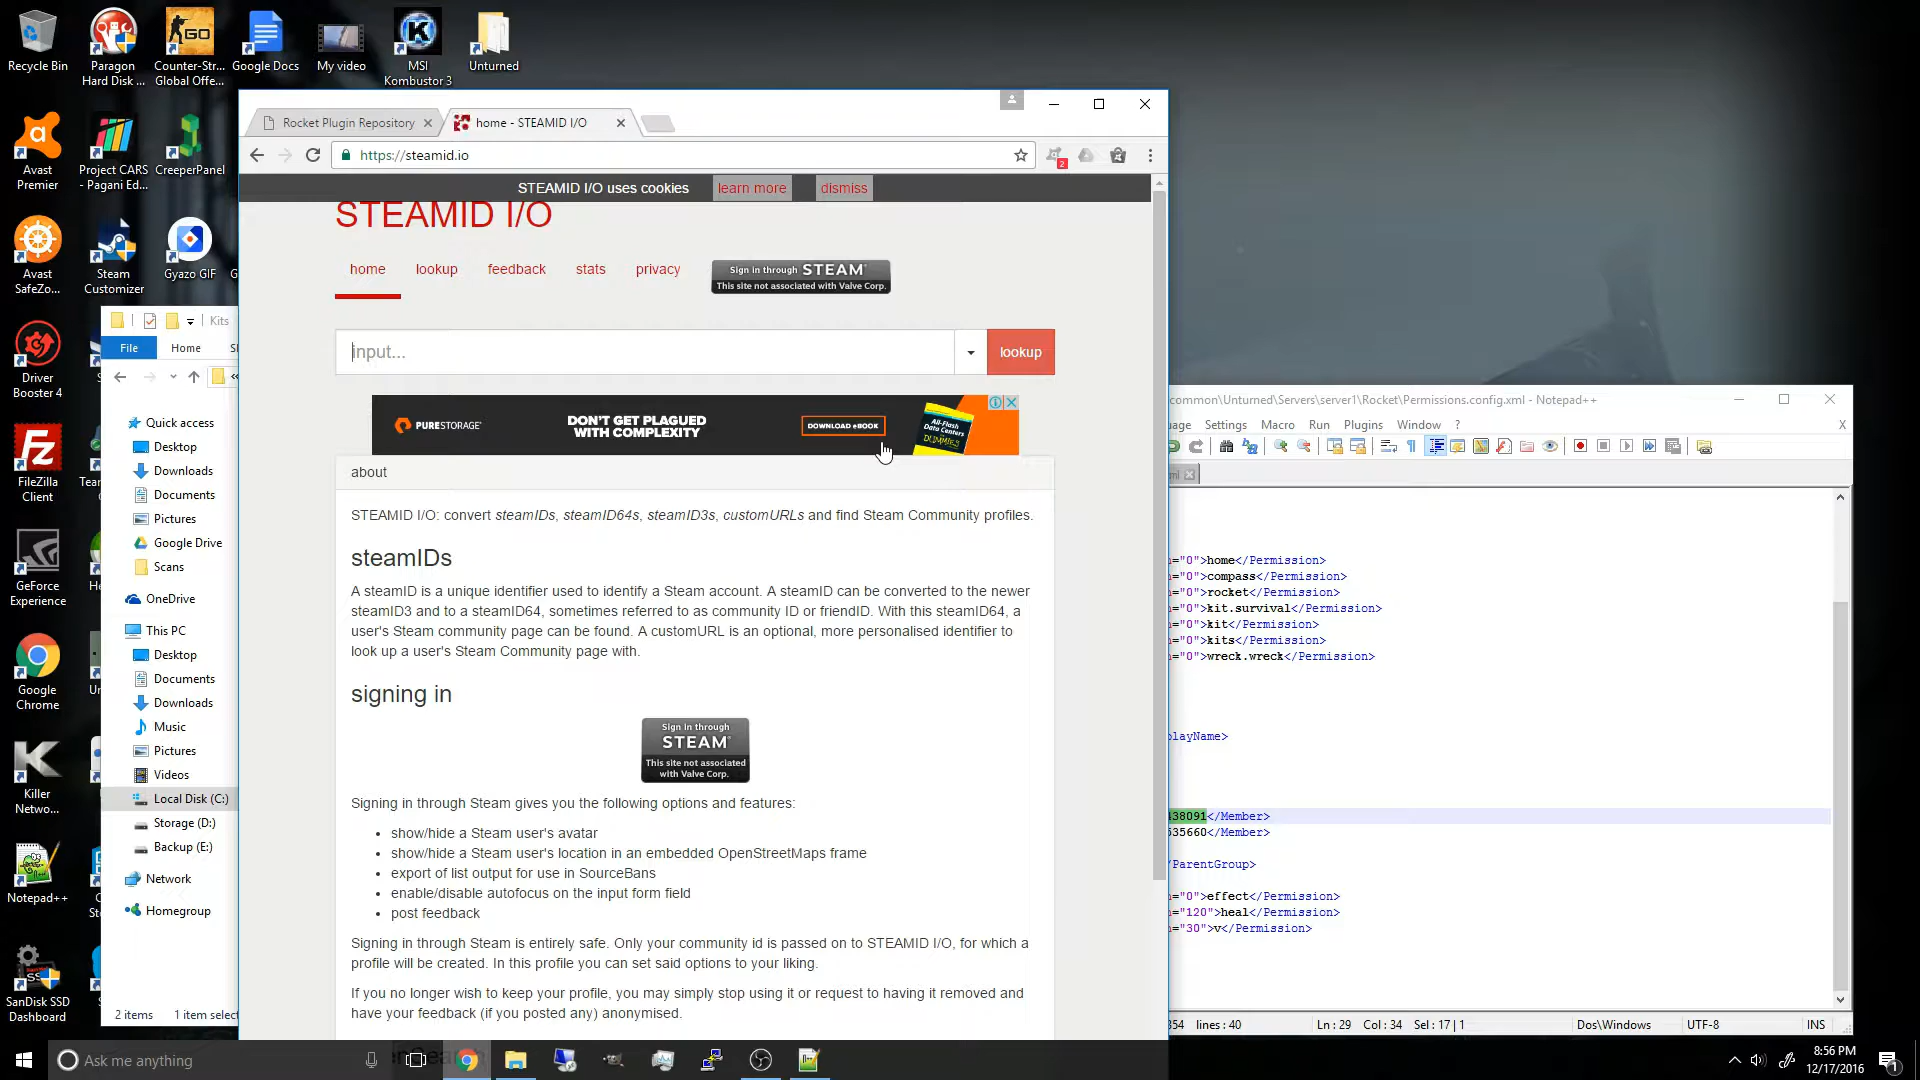 Recycle Bin
Paragon
Hard Disk ...
Counter-Str...
Global Offe...
Google Docs
My video
MSI
Kombustor 3
Unturned
Avast
Premier
Project CARS
- Pagani Ed...
CreeperPanel
Avast
SafeZo...
Steam
Customizer
Gyazo GIF
G
Driver
Booster 4
FileZilla
Client
GeForce
Experience
Google
Chrome
Killer
Netwo...
Notepad++
SanDisk SSD
Dashboard
Kits
File
Home
Quick access
Desktop
Downloads
Documents
Pictures
Google Drive
Scans
OneDrive
This PC
Desktop
Documents
Downloads
Music
Pictures
Videos
Local Disk (C:)
Storage (D:)
Backup (E:)
Network
Homegroup
2 items
1 item select
Rocket Plugin Repository
home - STEAMID I/O
https://steamid.io
2
STEAMID I/O uses cookies
learn more
dismiss
STEAMID I/O
home
lookup
feedback
stats
privacy
Sign in through STEAM
This site not associated with Valve Corp.
input...
lookup
PURESTORAGE
DON'T GET PLAGUED
WITH COMPLEXITY
DOWNLOAD eBOOK
All-Flash
Data Centers
DUMMIES
about
STEAMID I/O: convert steamIDs, steamID64s, steamID3s, customURLs and find Steam Community profiles.
steamIDs
A steamID is a unique identifier used to identify a Steam account. A steamID can be converted to the newer
steamID3 and to a steamID64, sometimes referred to as community ID or friendID. With this steamID64, a
user's Steam community page can be found. A customURL is an optional, more personalised identifier to
look up a user's Steam Community page with.
signing in
Sign in through
STEAM
This site not associated
with Valve Corp.
Signing in through Steam gives you the following options and features:
• show/hide a Steam user's avatar
• show/hide a Steam user's location in an embedded OpenStreetMaps frame
• export of list output for use in SourceBans
• enable/disable autofocus on the input form field
• post feedback
Signing in through Steam is entirely safe. Only your community id is passed on to STEAMID I/O, for which a
profile will be created. In this profile you can set said options to your liking.
If you no longer wish to keep your profile, you may simply stop using it or request to having it removed and
have your feedback (if you posted any) anonymised.
common\Unturned\Servers\server1\Rocket\Permissions.config.xml - Notepad++
uage
Settings
Macro
Run
Plugins
Window
?
X
="0">home</Permission>
="0">compass</Permission>
="0">rocket</Permission>
="0">kit.survival</Permission>
="0">kit</Permission>
="0">kits</Permission>
="0">wreck.wreck</Permission>
playName>
438091</Member>
535660</Member>
/ParentGroup>
="0">effect</Permission>
="120">heal</Permission>
="30">v</Permission>
354
lines : 40
Ln : 29
Col : 34
Sel : 17 | 1
Dos\Windows
UTF-8
INS
Ask me anything
8:56 PM
12/17/2016
1